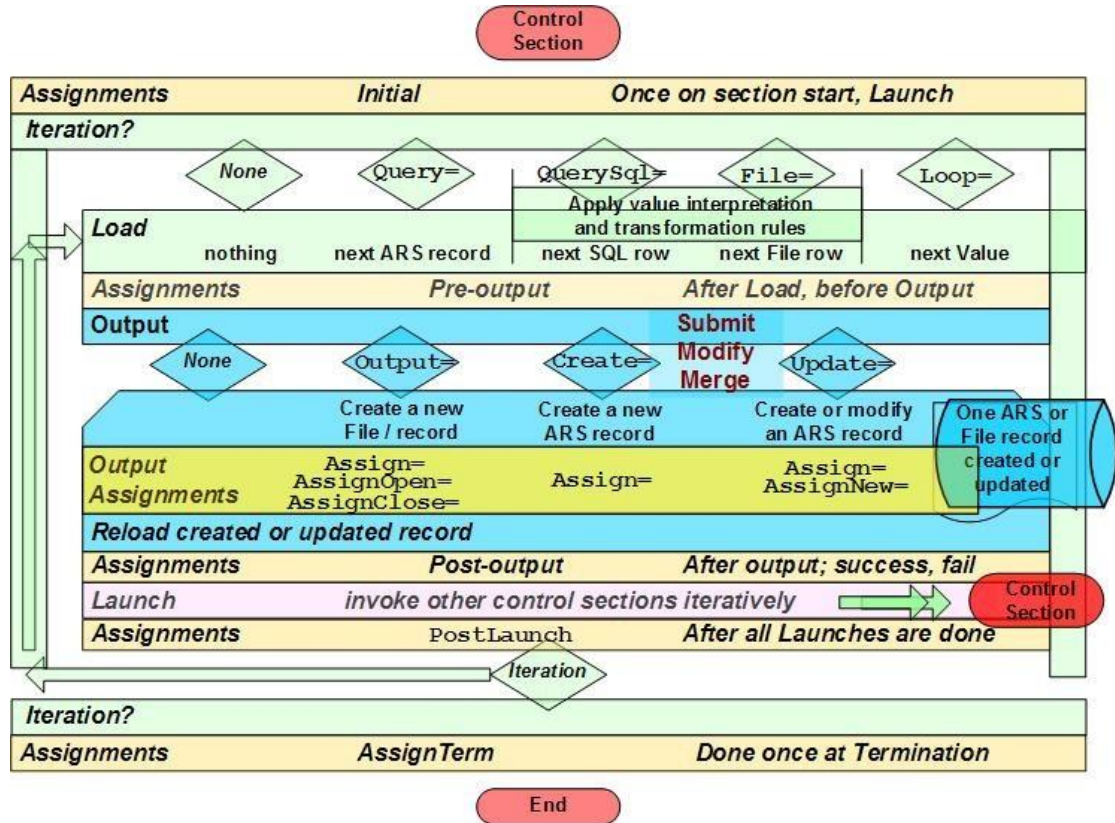 Control
Section
Assignments Initial Once on section start, Launch
Iteration?
None Query= QuerySql= File= Loop=
Apply value interpretation
and transformation rules
Load
nothing next ARS record next SQL row next File row next Value
Assignments Pre-output After Load, before Output
Output
Submit
Modify
Merge
None Output= Create= Update=
Create a new
File / record
Create a new
ARS record
Create or modify
an ARS record
One ARS or
File record
created or
updated
Output
Assignments
Assign=
AssignOpen=
AssignClose=
Assign=
Assign=
AssignNew=
Reload created or updated record
Assignments Post-output After output; success, fail
Launch invoke other control sections iteratively
Control
Section
Assignments PostLaunch After all Launches are done
Iteration
Iteration?
Assignments AssignTerm Done once at Termination
End